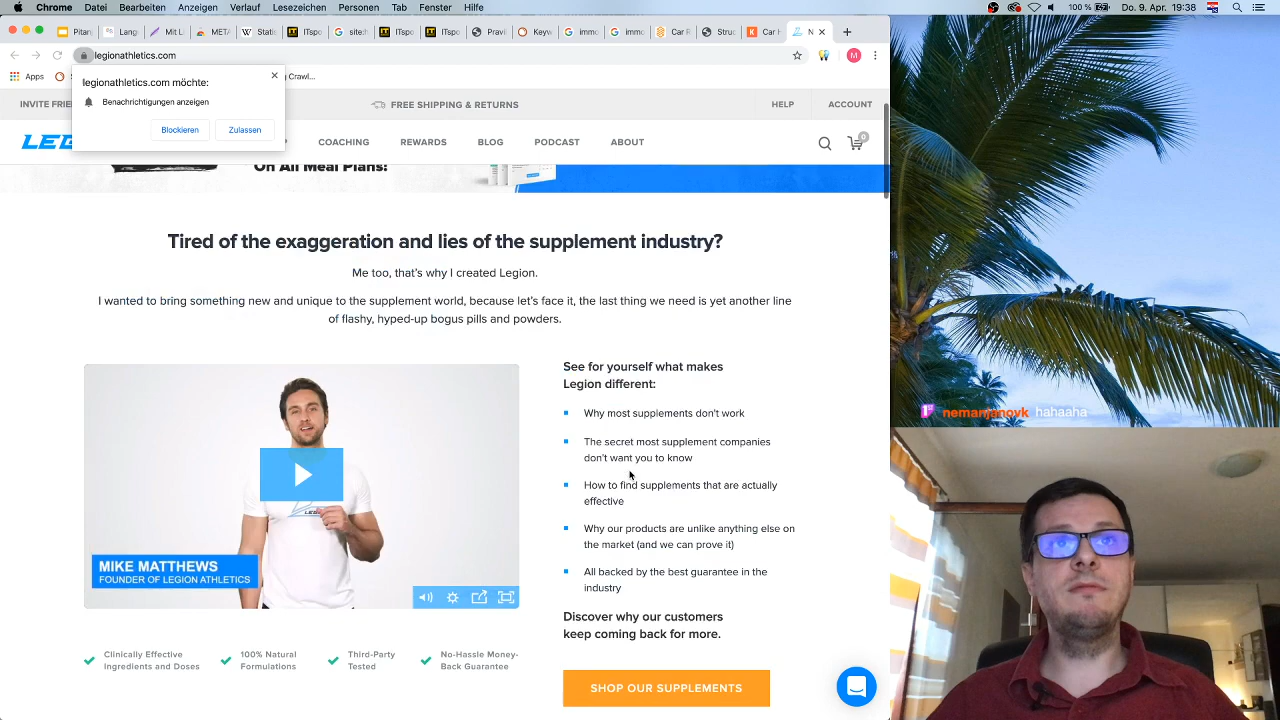 Chrome Ablage Bearbeiten Darstellung Verlauf Lesezeichen Personen Tab Fenster Hilfe
Do. 9. Apr. 04:38
legionathletics.com
M
Apps
Crawl...
legionathletics.com möchte:
Benachrichtigungen anzeigen
Blockieren
Zulassen
FREE SHIPPING & RETURNS
HELP
ACCOUNT
COACHING
REWARDS
BLOG
PODCAST
ABOUT
0
On All Meal Plans!
Tired of the exaggeration and lies of the supplement industry?
Me too, that's why I created Legion.
I wanted to bring something new and unique to the supplement world, because let's face it, the last thing we need is yet another line
of flashy, hyped-up bogus pills and powders.
MIKE MATTHEWS
FOUNDER OF LEGION ATHLETICS
See for yourself what makes
Legion different:
Why most supplements don't work
The secret most supplement companies
don't want you to know
How to find supplements that are actually
effective
Why our products are unlike anything else on
the market (and we can prove it)
All backed by the best guarantee in the
industry
Discover why our customers
keep coming back for more.
Clinically Effective
Ingredients and Doses
100% Natural
Formulations
Third-Party
Tested
No-Hassle Money-
Back Guarantee
SHOP OUR SUPPLEMENTS
nemanjanovk hahaaha